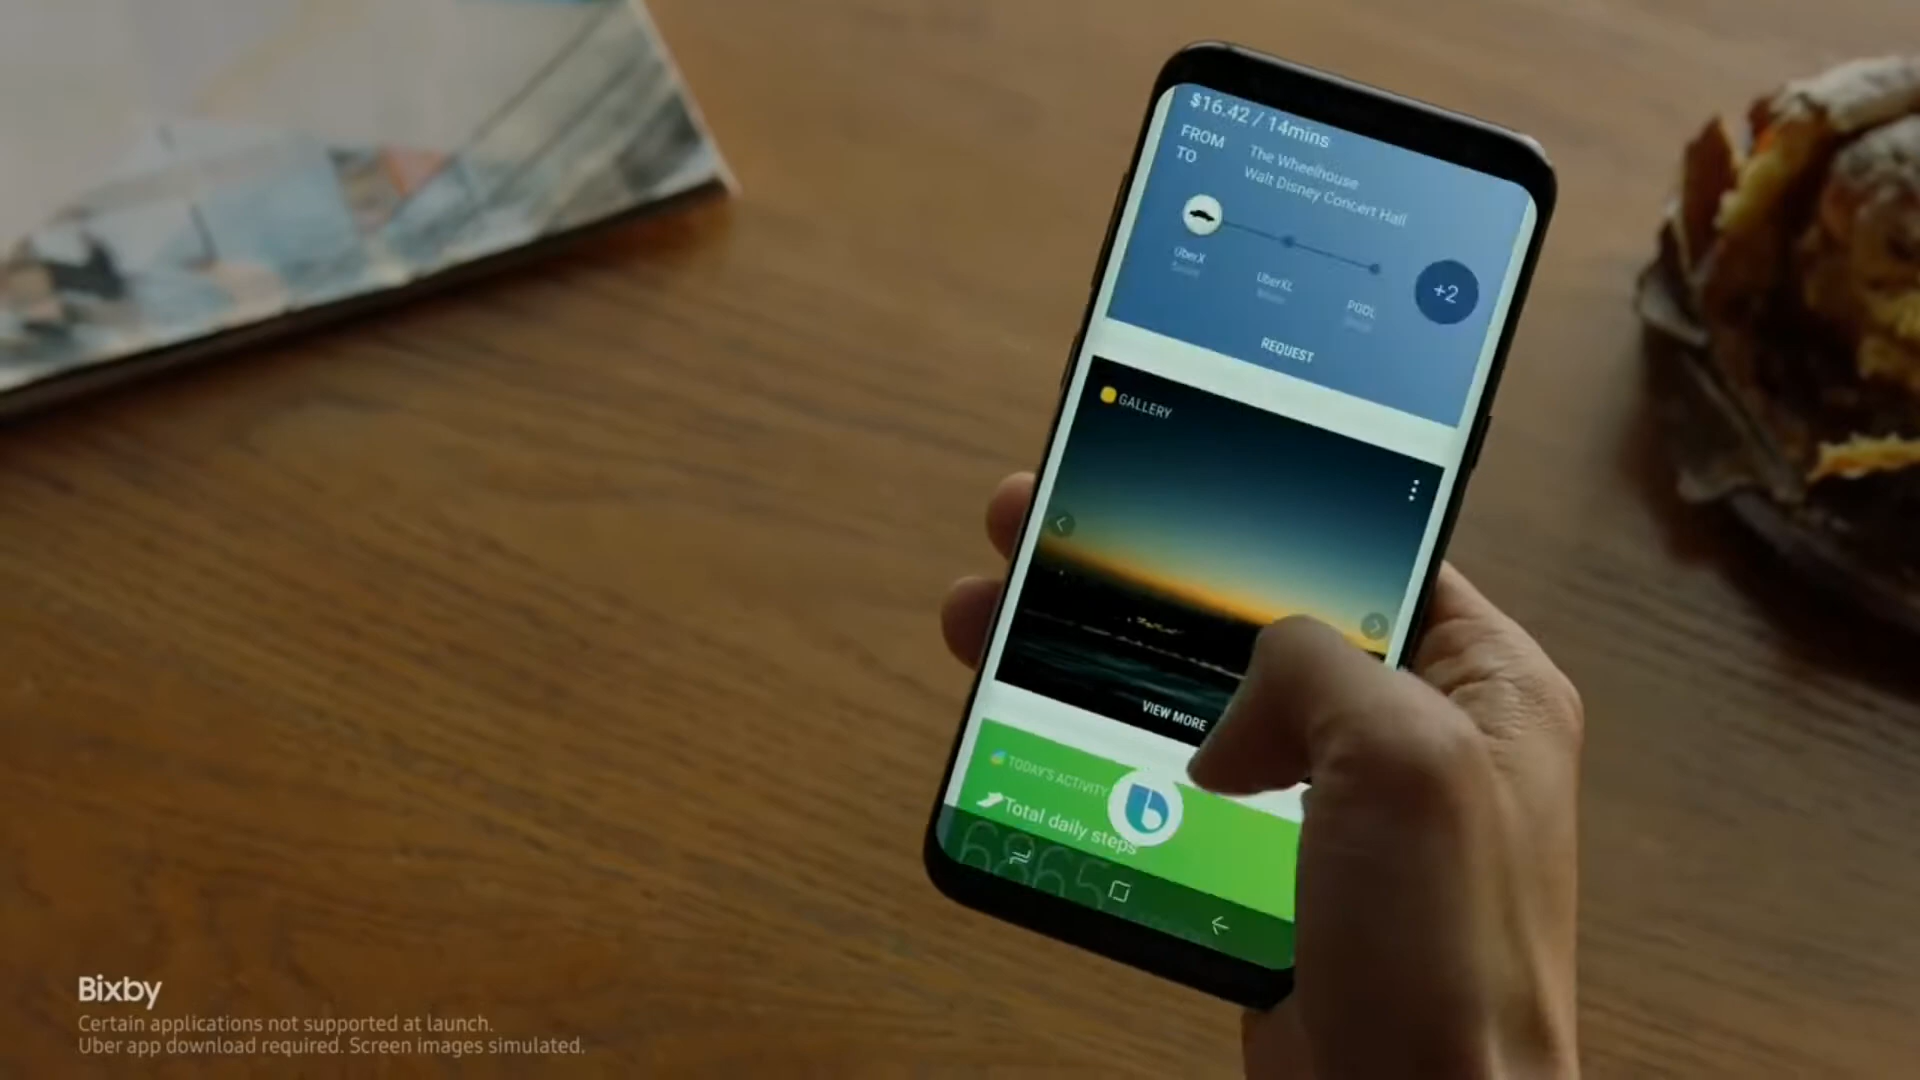 $16.42 / 14mins
FROM The Wheelhouse
TO Walt Disney Concert Hall
UberX
UberXL
POOL
+2
REQUEST
GALLERY
VIEW MORE
TODAY'S ACTIVITY
Total daily steps
6865
Bixby
Certain applications not supported at launch.
Uber app download required. Screen images simulated.